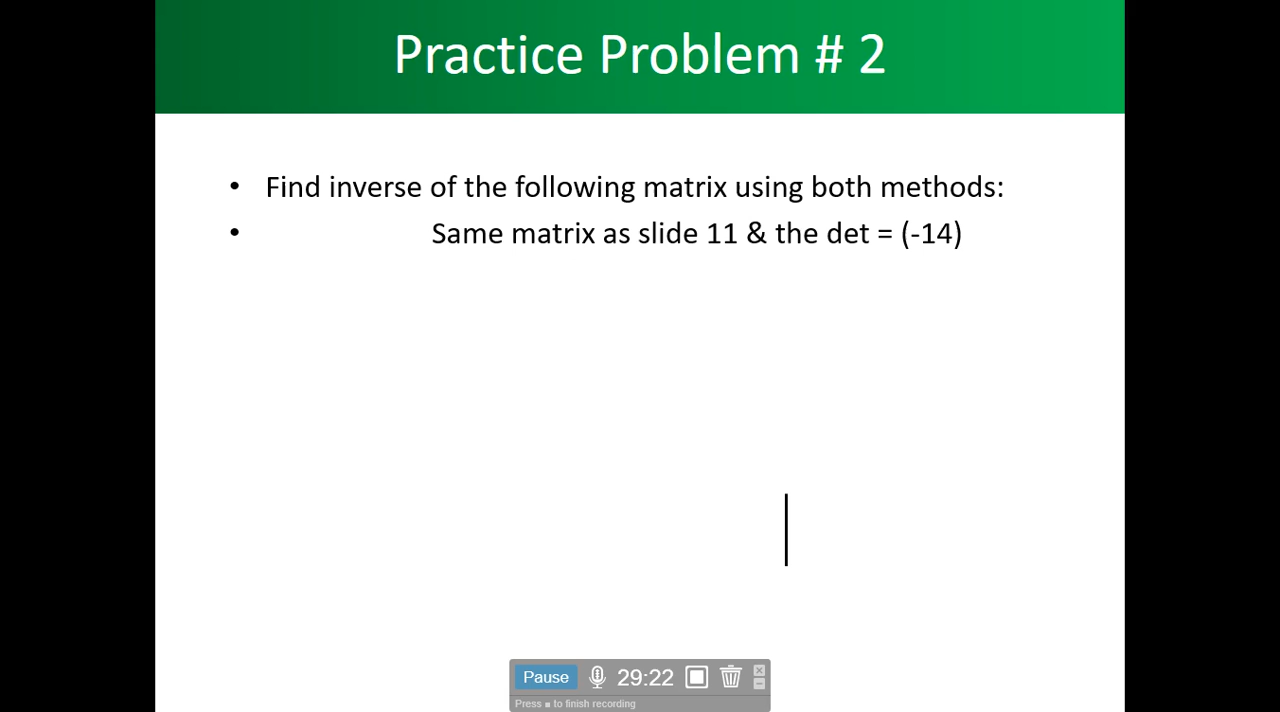 Practice Problem # 2
• Find inverse of the following matrix using both methods:
• Same matrix as slide 11 & the det = (-14)
Pause 29:22
Press ■ to finish recording